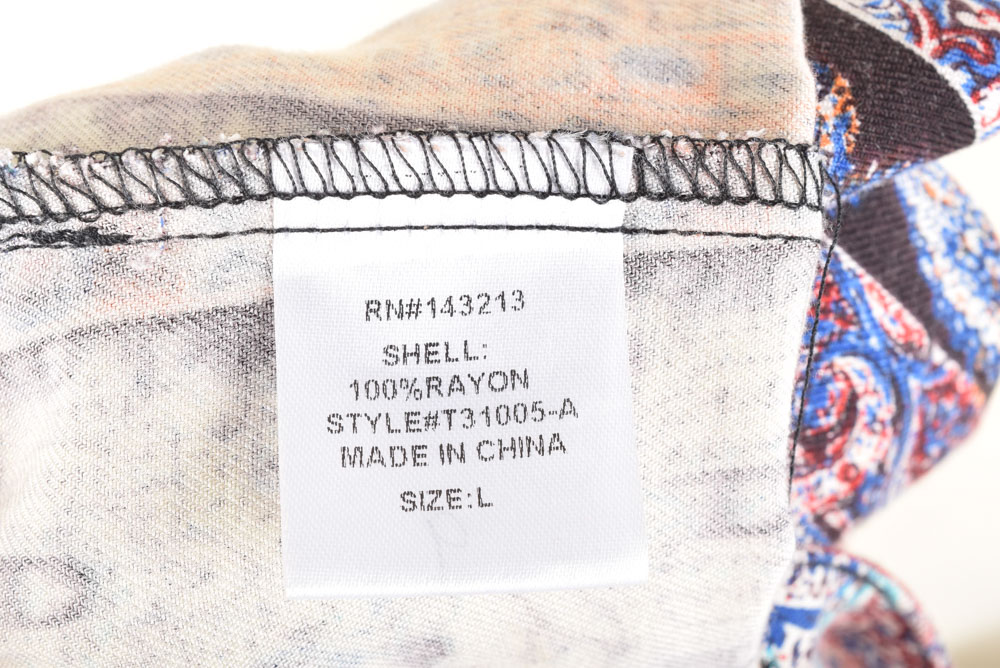 RN#143213
SHELL:
100%RAYON
STYLE#T31005-A
MADE IN CHINA
SIZE:L